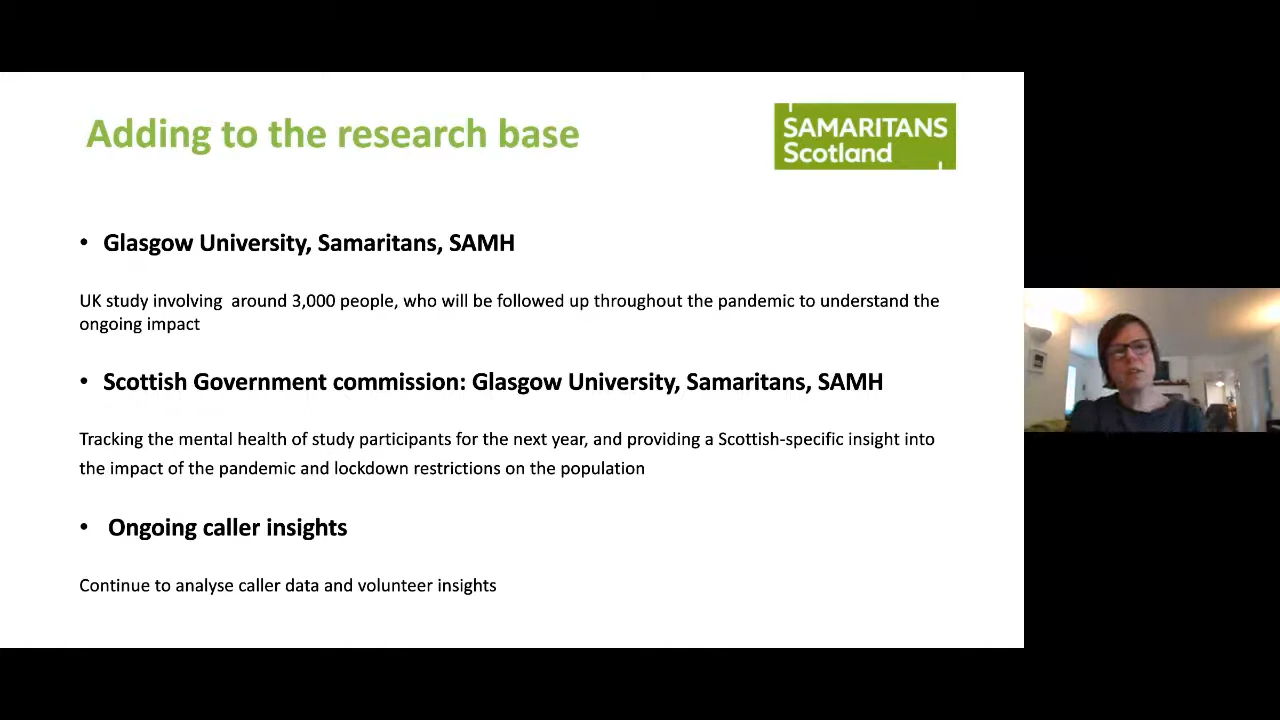 Adding to the research base
SAMARITANS
Scotland
• Glasgow University, Samaritans, SAMH
UK study involving around 3,000 people, who will be followed up throughout the pandemic to understand the
ongoing impact
• Scottish Government commission: Glasgow University, Samaritans, SAMH
Tracking the mental health of study participants for the next year, and providing a Scottish-specific insight into
the impact of the pandemic and lockdown restrictions on the population
• Ongoing caller insights
Continue to analyse caller data and volunteer insights